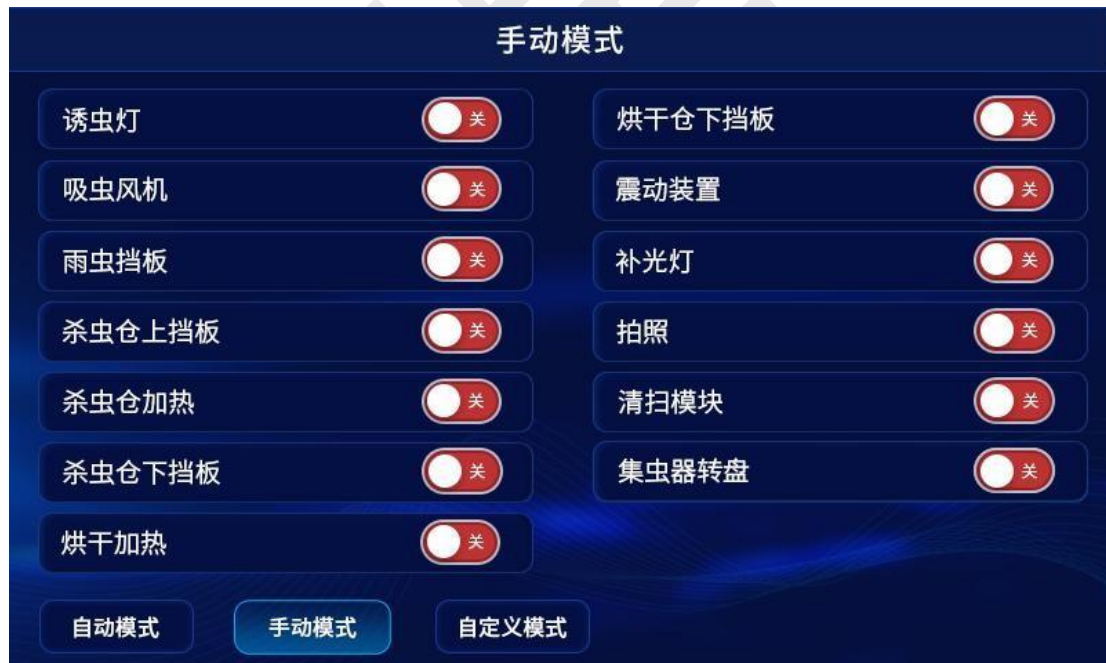 手动模式
诱虫灯 关
烘干仓下挡板 关
吸虫风机 关
震动装置 关
雨虫挡板 关
补光灯 关
杀虫仓上挡板 关
拍照 关
杀虫仓加热 关
清扫模块 关
杀虫仓下挡板 关
集虫器转盘 关
烘干加热 关
自动模式 手动模式 自定义模式